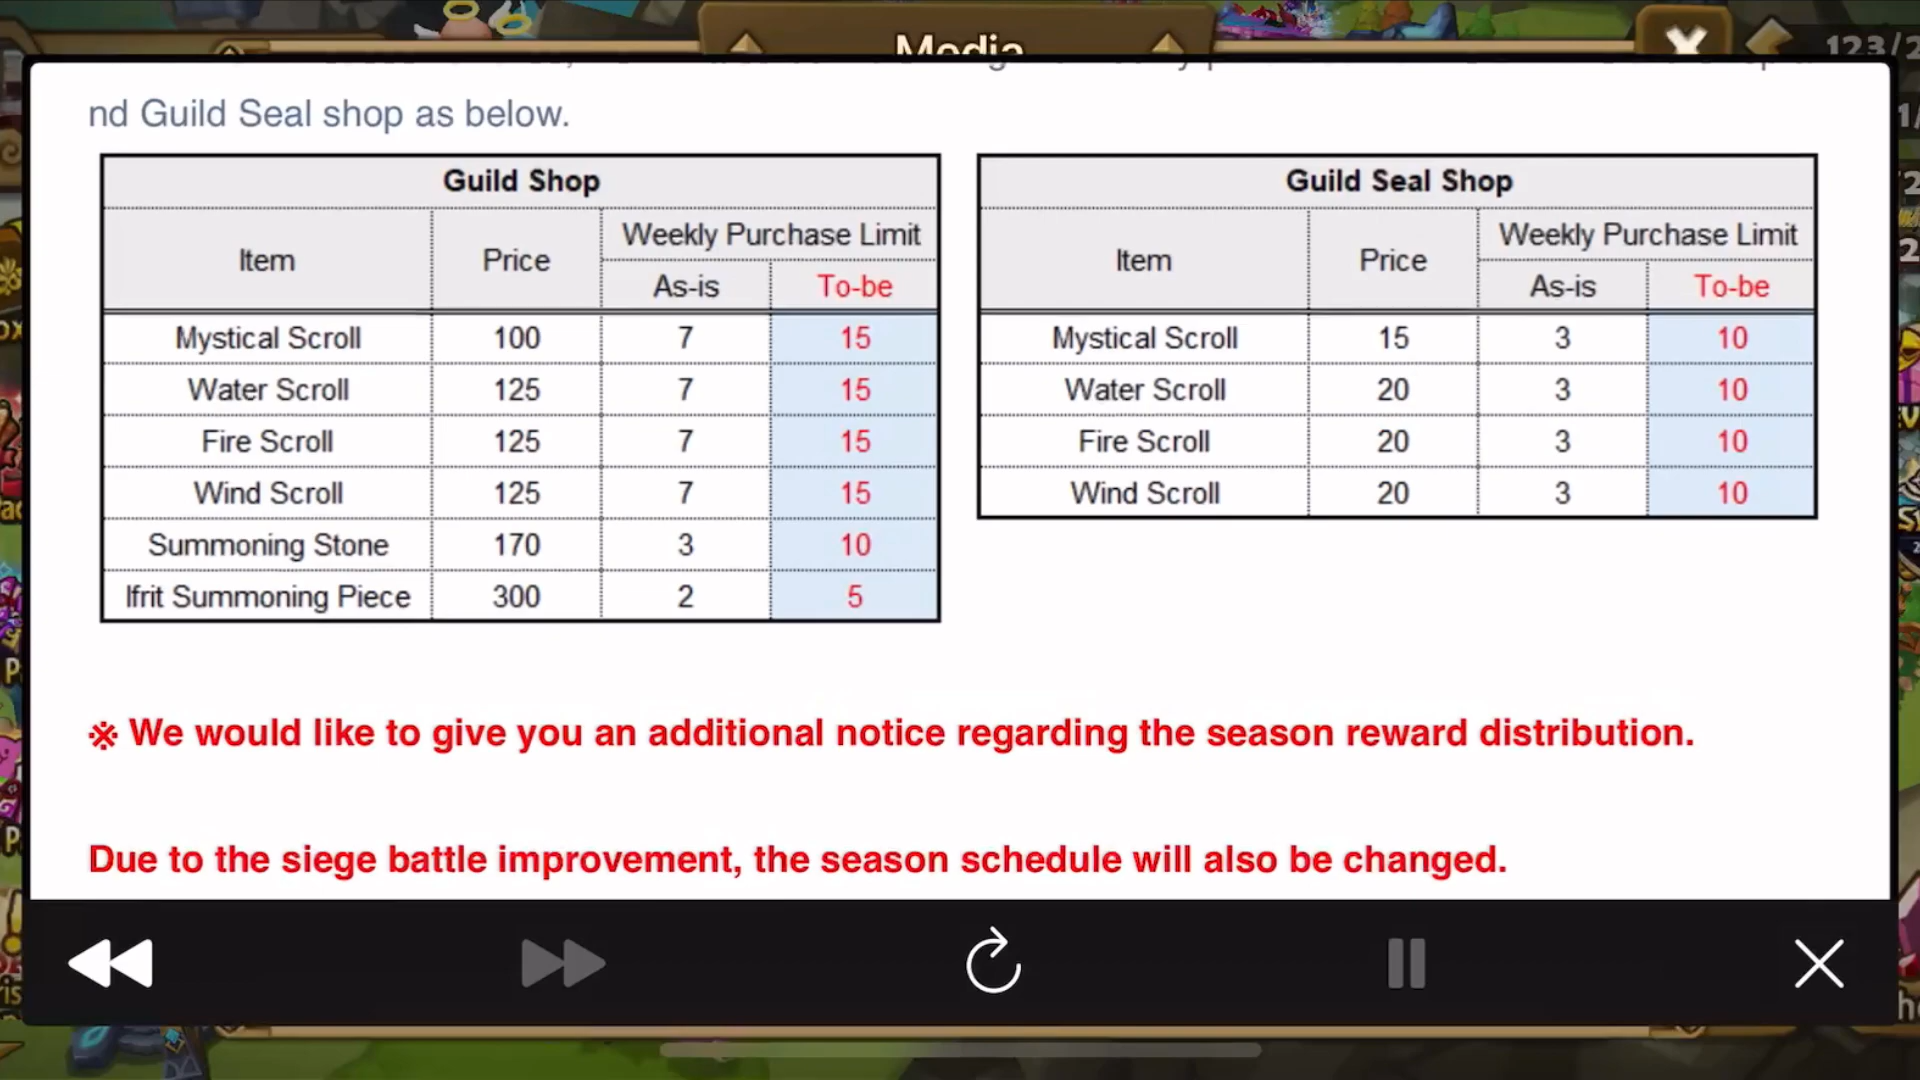 Media
123/2
nd Guild Seal shop as below.
Guild Shop
Item Price Weekly Purchase Limit
As-is To-be
Mystical Scroll 100 7 15
Water Scroll 125 7 15
Fire Scroll 125 7 15
Wind Scroll 125 7 15
Summoning Stone 170 3 10
Ifrit Summoning Piece 300 2 5
Guild Seal Shop
Item Price Weekly Purchase Limit
As-is To-be
Mystical Scroll 15 3 10
Water Scroll 20 3 10
Fire Scroll 20 3 10
Wind Scroll 20 3 10
※ We would like to give you an additional notice regarding the season reward distribution.
Due to the siege battle improvement, the season schedule will also be changed.